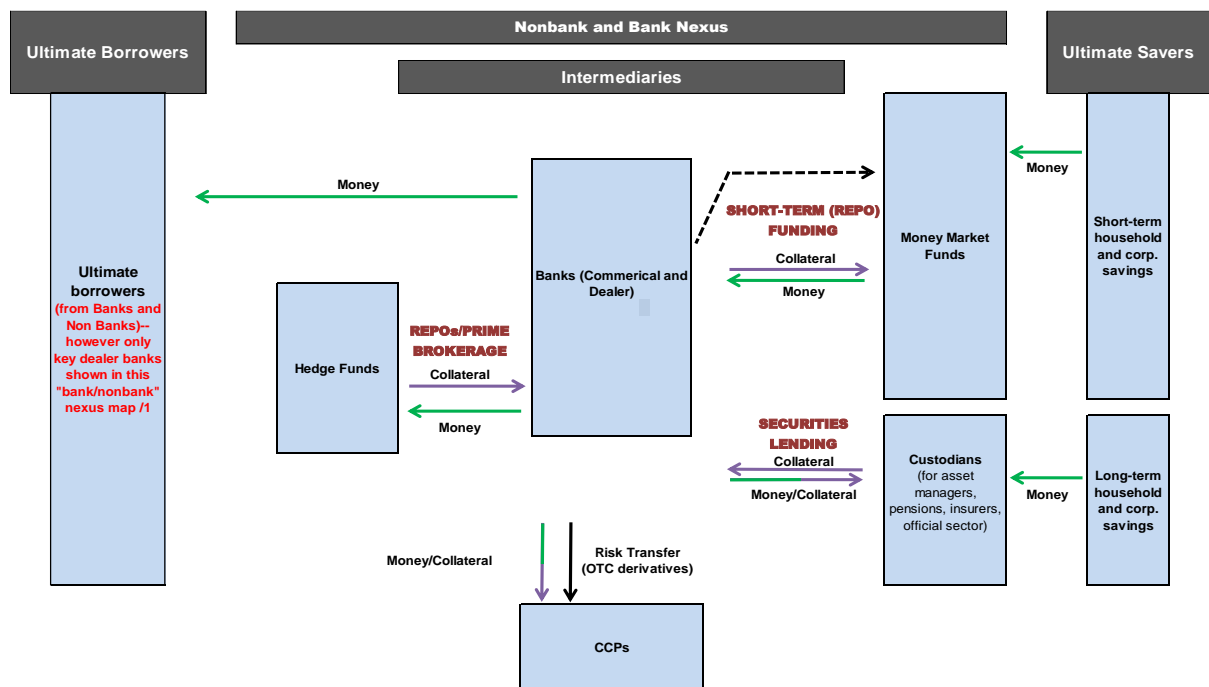 Nonbank and Bank Nexus
Ultimate Borrowers
Ultimate Savers
Intermediaries
Money
Money
SHORT-TERM (REPO)
FUNDING
Collateral
Money
Money Market
Funds
Short-term
household
and corp.
savings
Ultimate
borrowers
(from Banks and
Non Banks)--
however only
key dealer banks
shown in this
"bank/nonbank"
nexus map /1
Banks (Commerical and
Dealer)
Hedge Funds
REPOs/PRIME
BROKERAGE
Collateral
Money
SECURITIES
LENDING
Collateral
Money/Collateral
Custodians
(for asset
managers,
pensions, insurers,
official sector)
Money
Long-term
household
and corp.
savings
Money/Collateral
Risk Transfer
(OTC derivatives)
CCPs